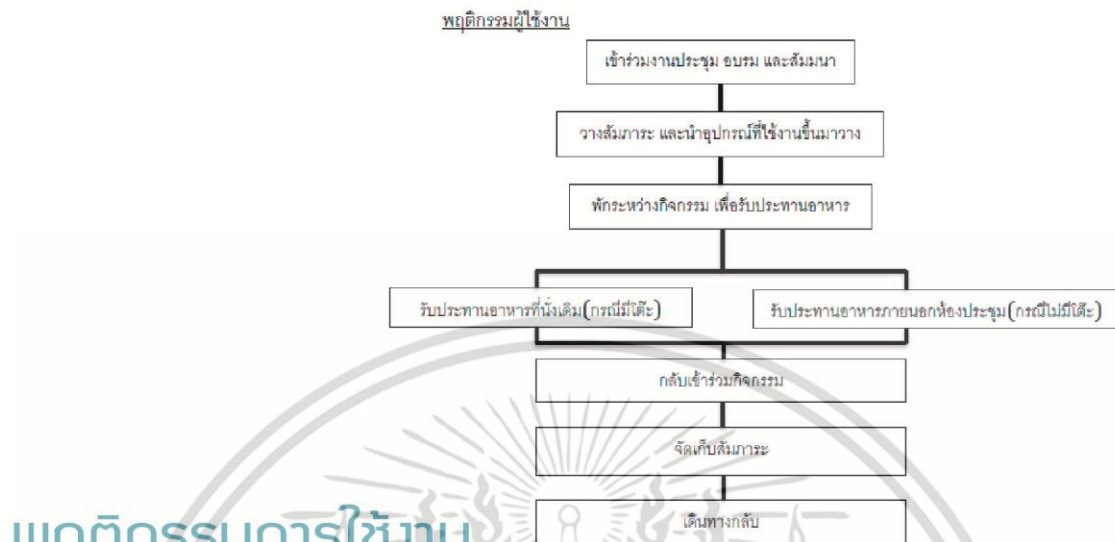 พฤติกรรมผู้ใช้งาน
เข้าร่วมงานประชุม อบรม และสัมมนา
วางสัมภาระ และนำอุปกรณ์ที่ใช้งานขึ้นมาวาง
พักระหว่างกิจกรรม เพื่อรับประทานอาหาร
รับประทานอาหารที่นั่งเดิม(กรณีมีโต๊ะ)
รับประทานอาหารภายนอกห้องประชุม(กรณีไม่มีโต๊ะ)
กลับเข้าร่วมกิจกรรม
จัดเก็บสัมภาระ
เดินทางกลับ
พฤติกรรมการใช้งาน